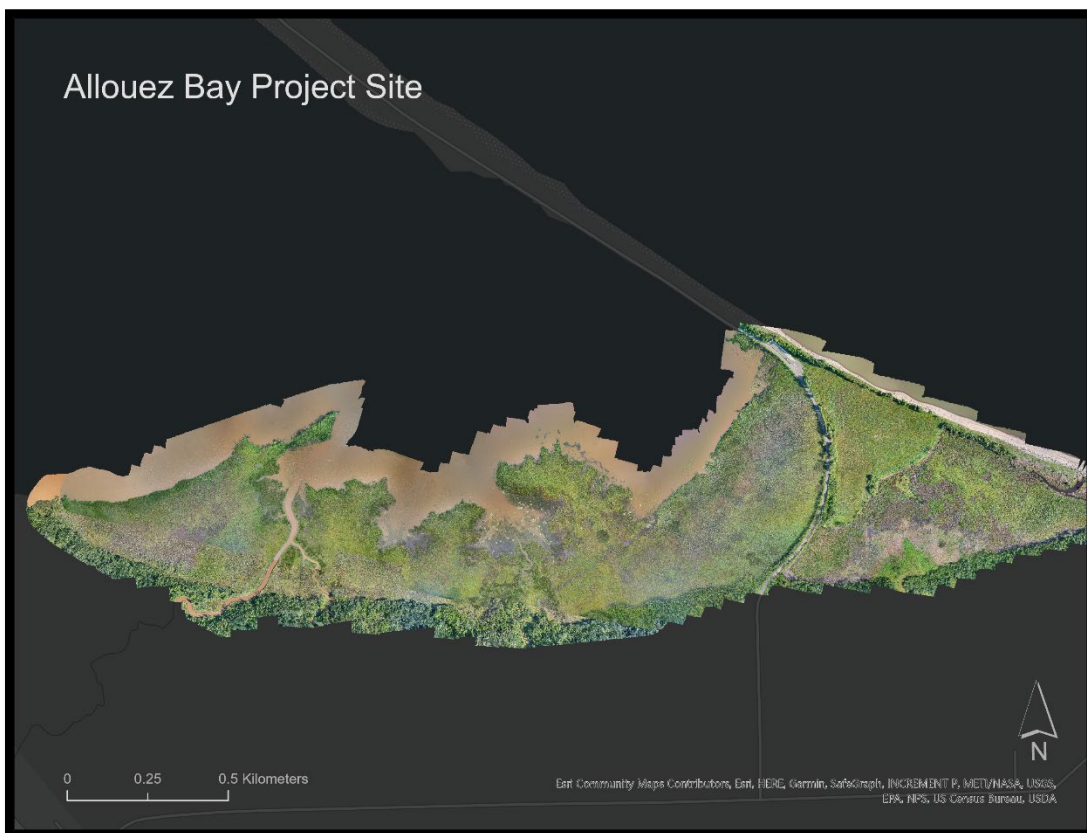 Allouez Bay Project Site
N
0 0.25 0.5 Kilometers
Esri Community Maps Contributors, Esri, HERE, Garmin, SafeGraph, INCREMENT P, METI/NASA, USGS,
EPA, NPS, US Census Bureau, USDA